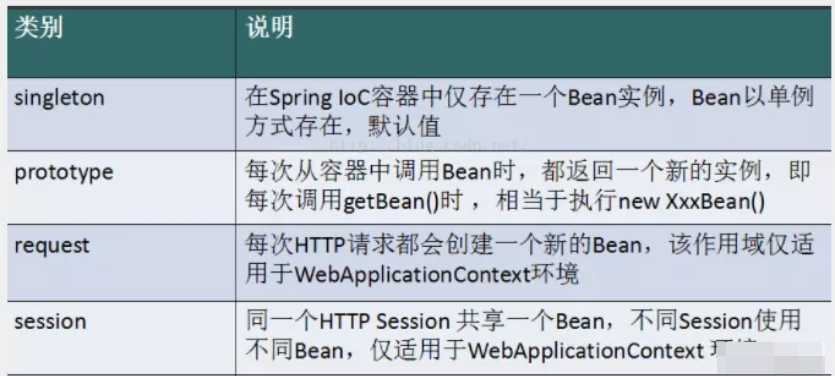 类别 说明
singleton 在Spring IoC容器中仅存在一个Bean实例，Bean以单例
方式存在，默认值
prototype 每次从容器中调用Bean时，都返回一个新的实例，即
每次调用getBean()时 ，相当于执行new XxxBean()
request 每次HTTP请求都会创建一个新的Bean，该作用域仅适
用于WebApplicationContext环境
session 同一个HTTP Session 共享一个Bean，不同Session使用
不同Bean，仅适用于WebApplicationContext 环境